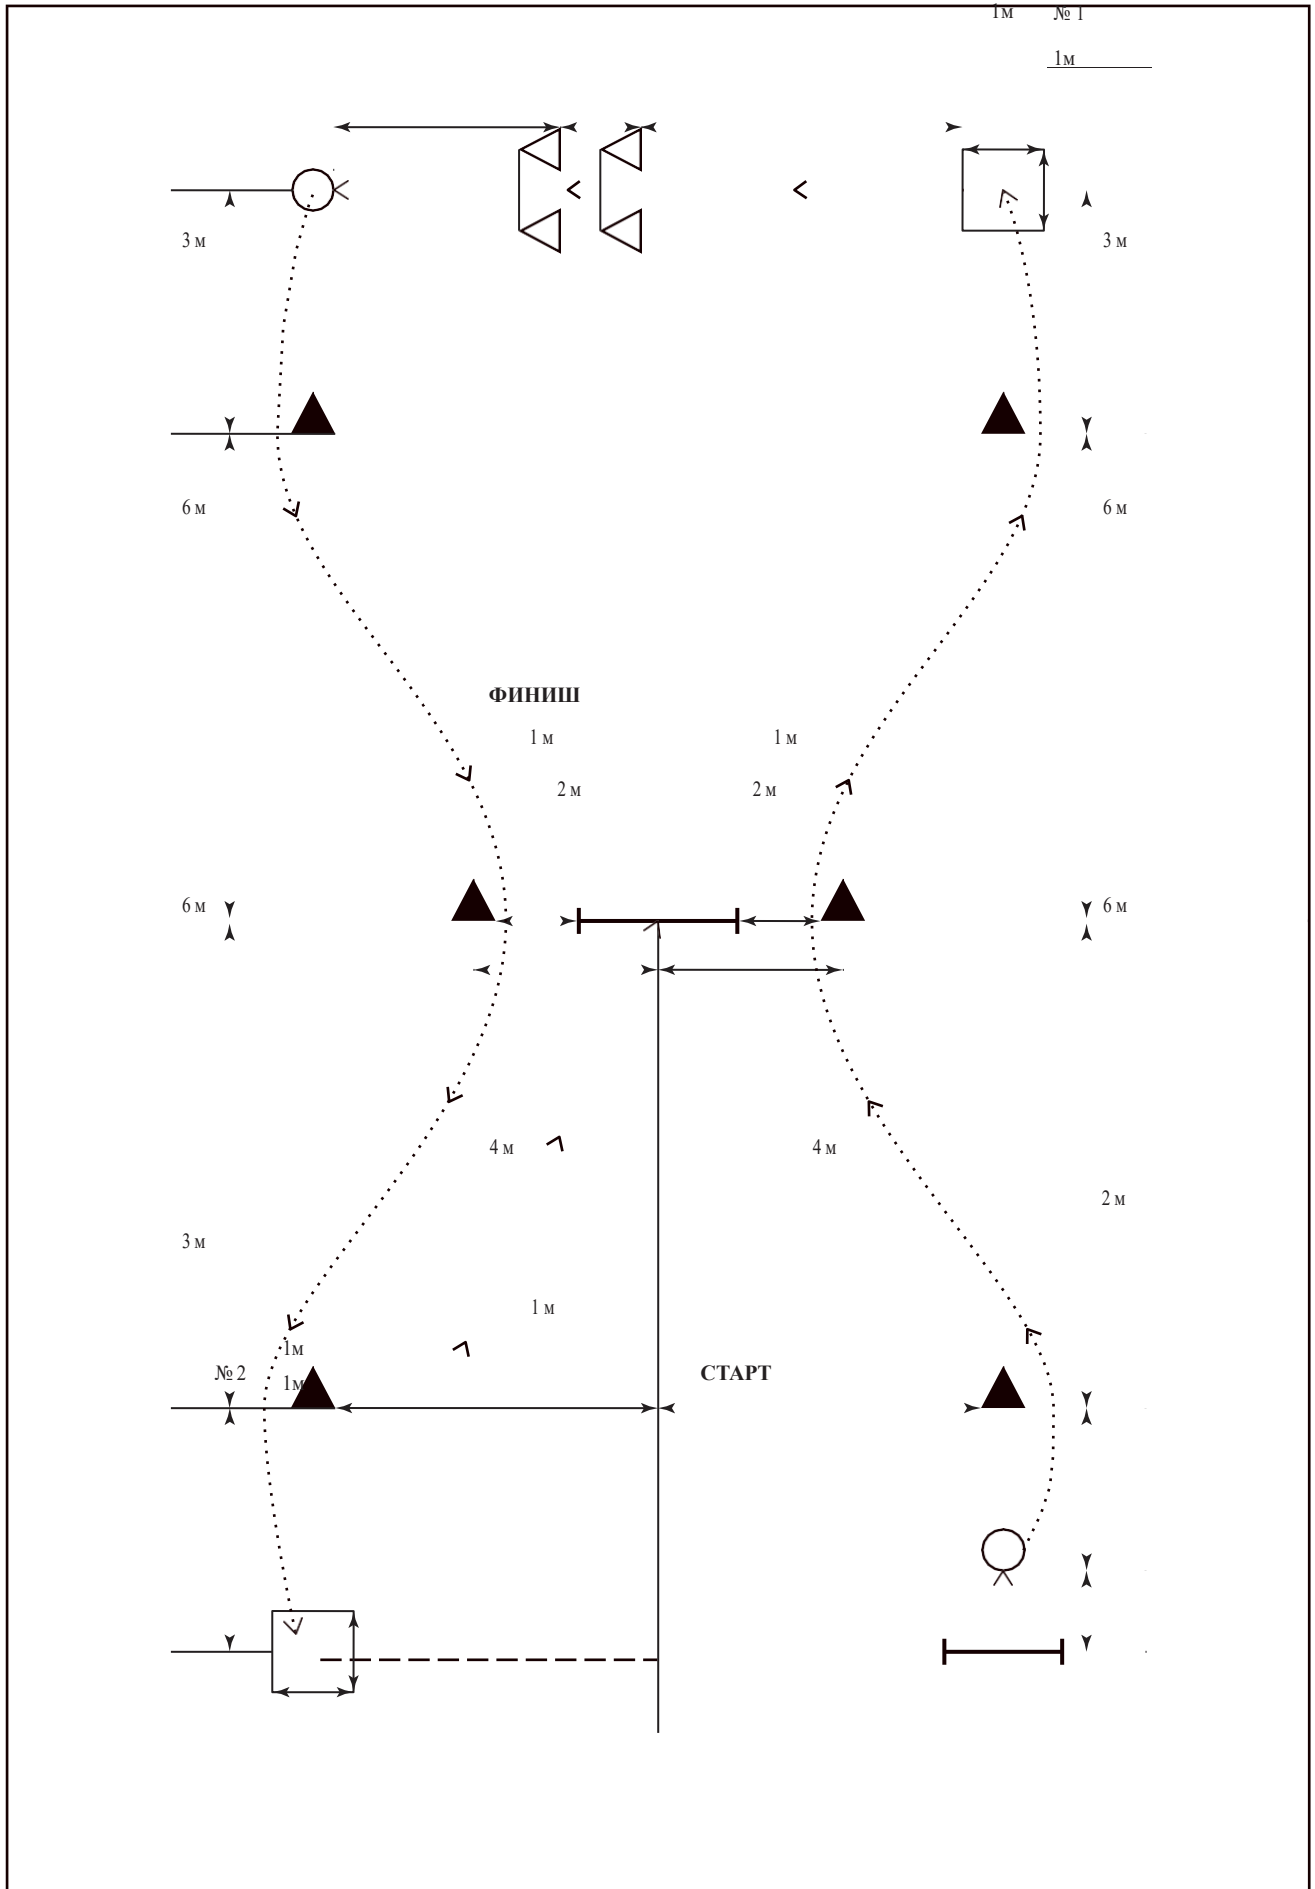 1м № 1
1м
3 м 3 м
6 м 6 м
ФИНИШ
1 м 1 м
2 м 2 м
6 м 6 м
4 м 4 м
2 м
3 м
1 м
1м
№ 2 СТАРТ
1м